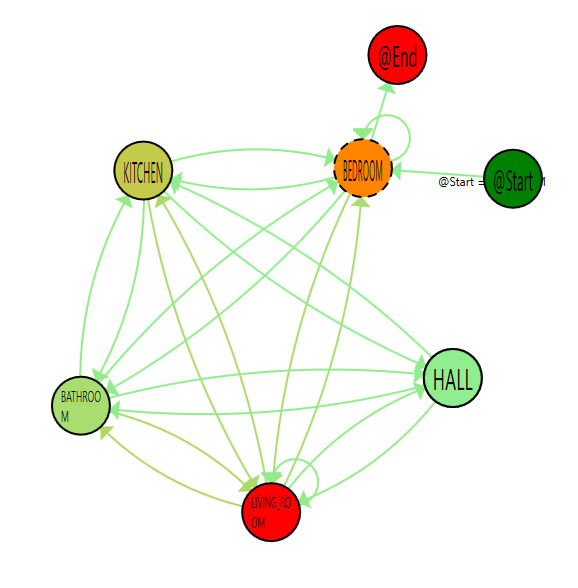 @End
KITCHEN
BEDROOM
@Start =
@Start
BATHROO
M
HALL
LIVING_RO
OM